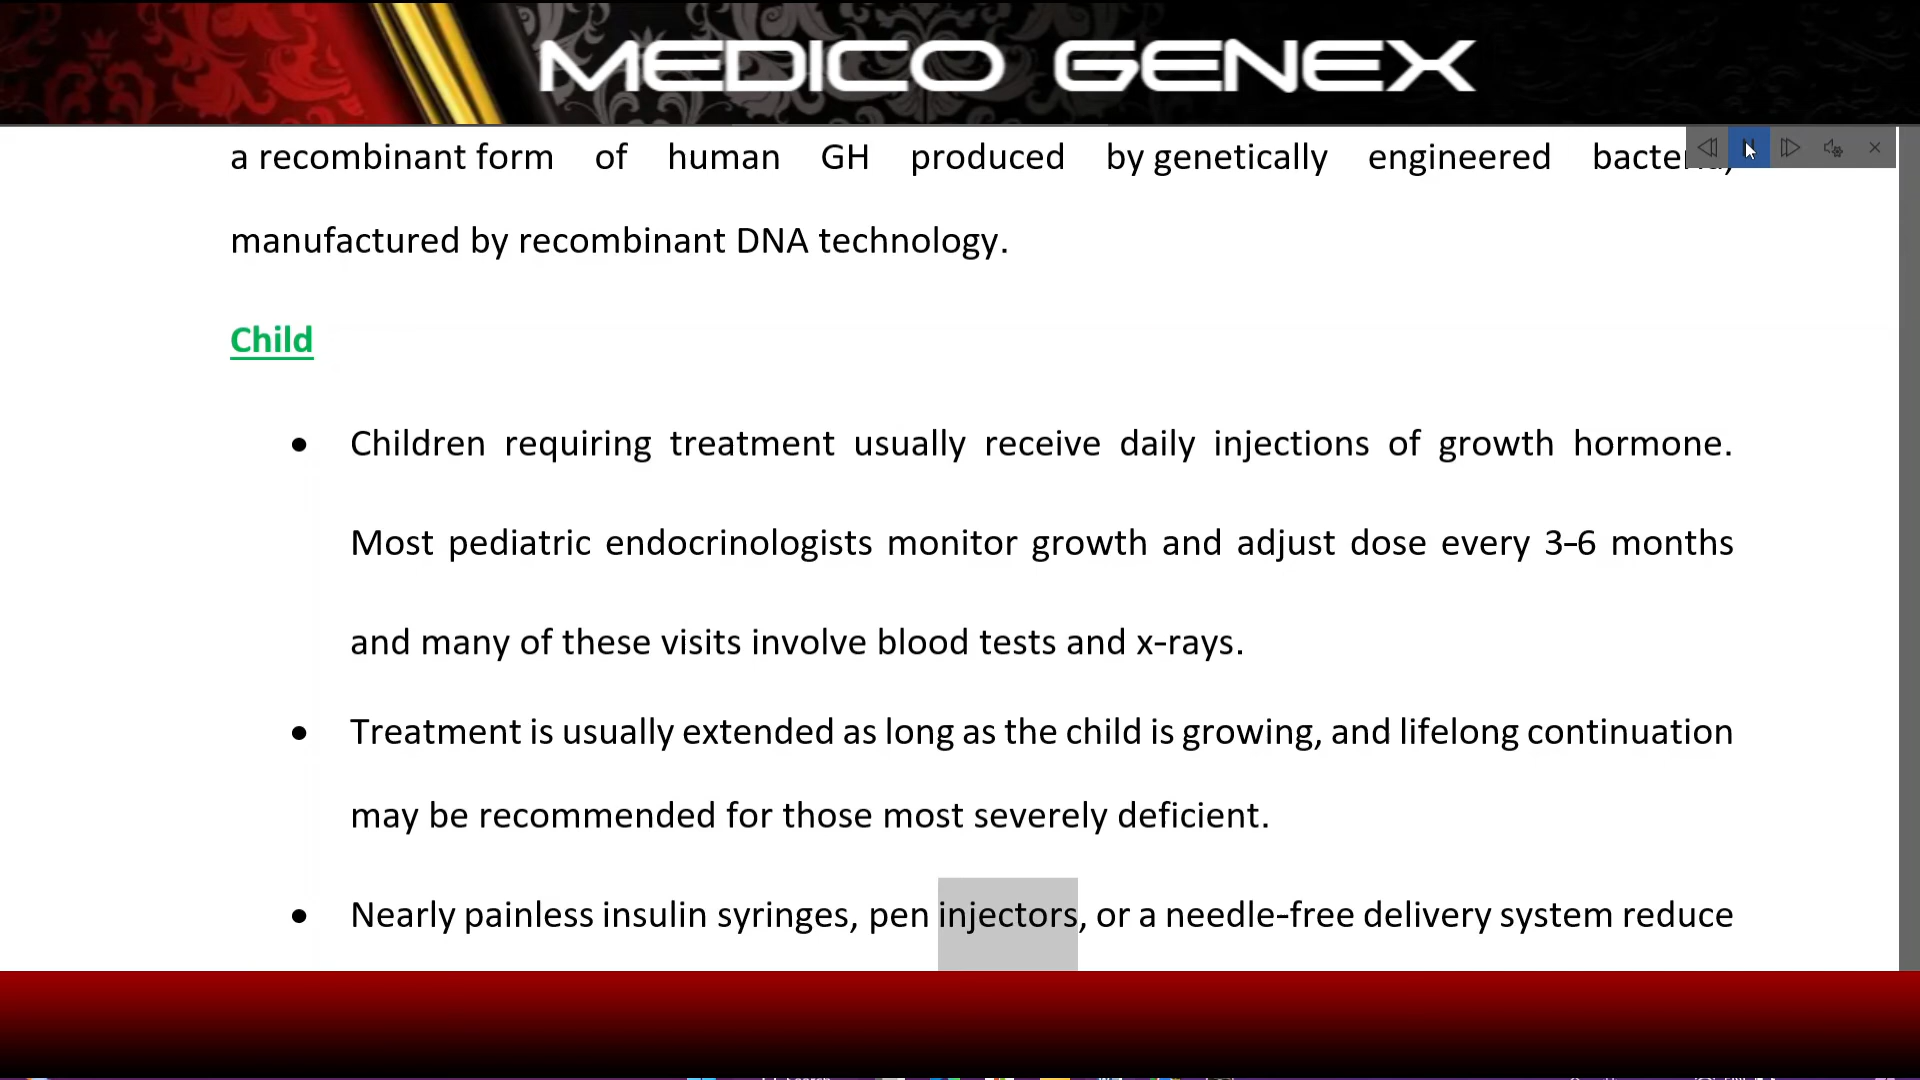 MEDICO GENEX
a recombinant form of human GH produced by genetically engineered
manufactured by recombinant DNA technology.
Child
• Children requiring treatment usually receive daily injections of growth hormone.
Most pediatric endocrinologists monitor growth and adjust dose every 3-6 months
and many of these visits involve blood tests and x-rays.
• Treatment is usually extended as long as the child is growing, and lifelong continuation
may be recommended for those most severely deficient.
• Nearly painless insulin syringes, pen injectors, or a needle-free delivery system reduce